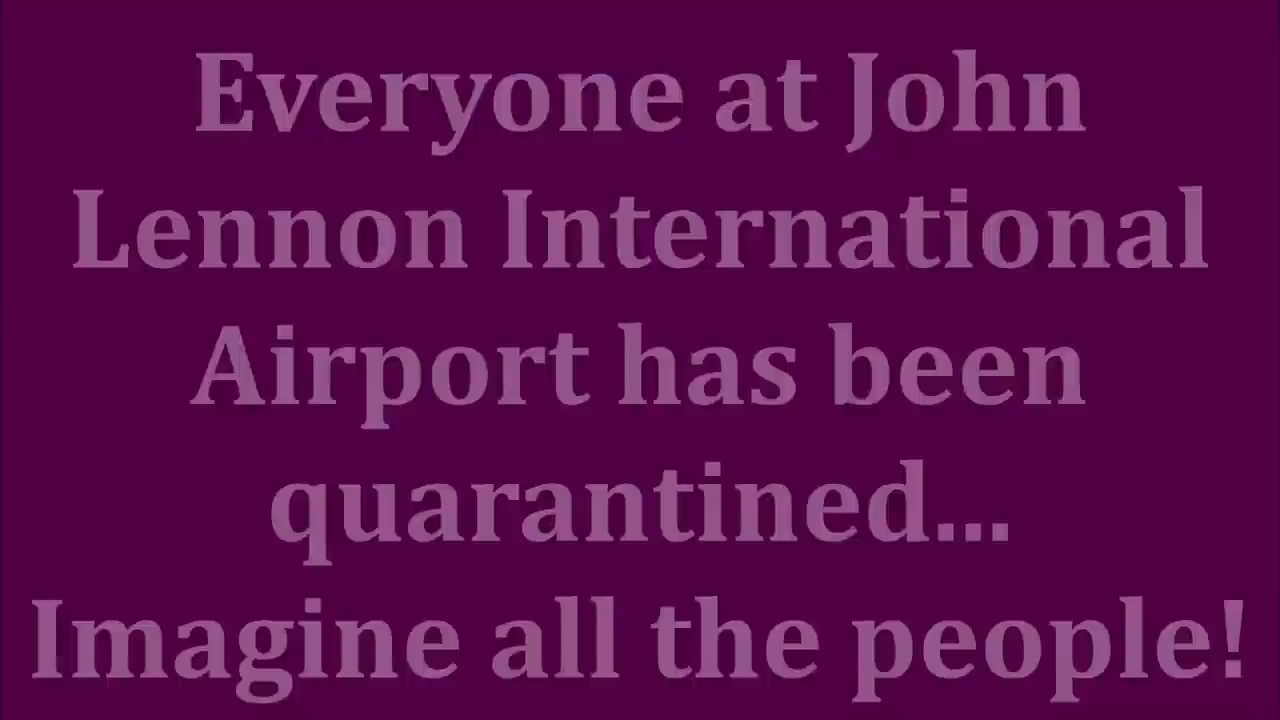 Everyone at John
Lennon International
Airport has been
quarantined...
Imagine all the people!